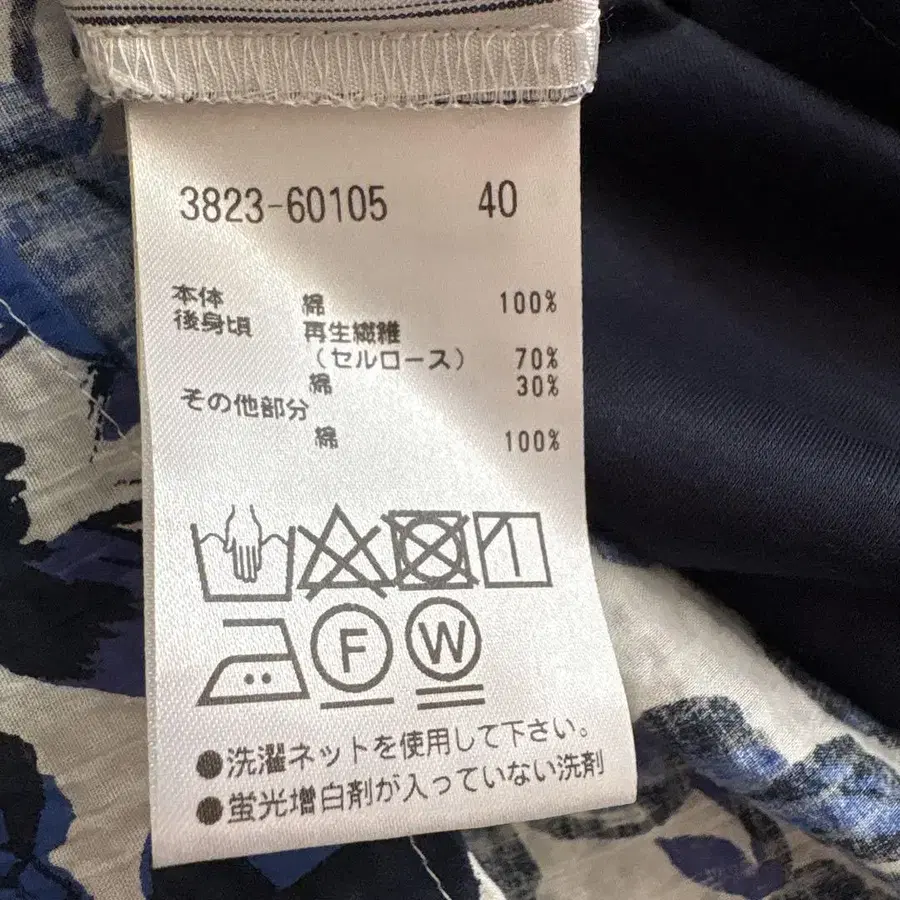 3823-60105 40
本体 綿 100%
後身頃 再生繊維
(セルロース) 70%
綿 30%
その他部分
綿 100%
F W
●洗濯ネットを使用して下さい。
●蛍光増白剤が入っていない洗剤